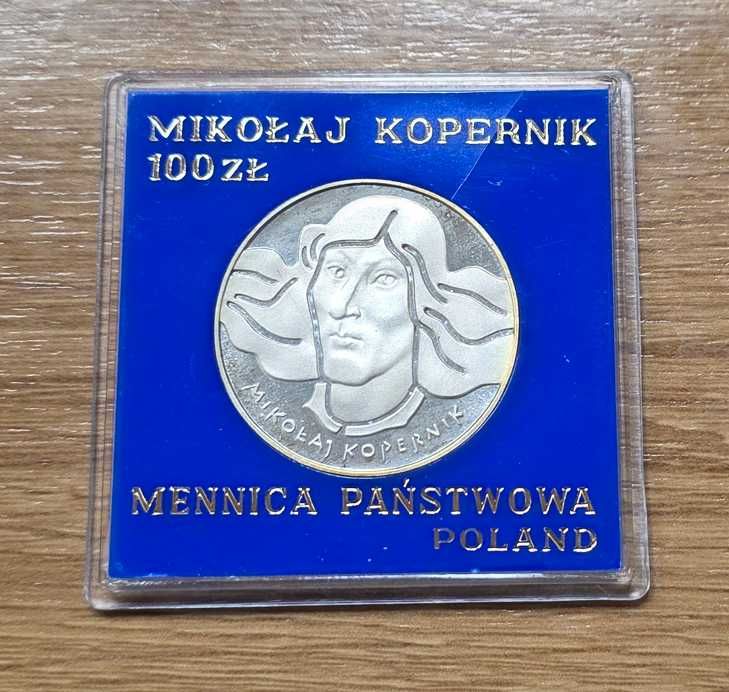 MIKOŁAJ KOPERNIK
100 ZŁ
MIKOŁAJ KOPERNIK
MENNICA PAŃSTWOWA
POLAND